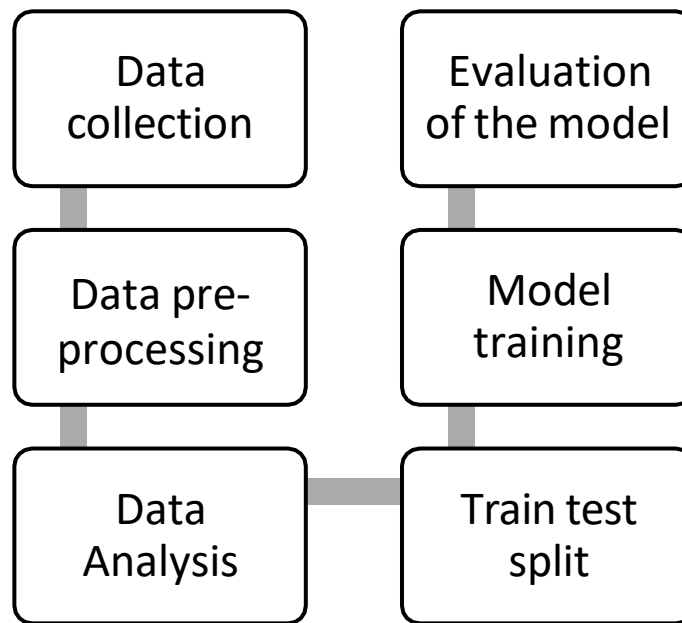 Data
collection
Data pre-
processing
Data
Analysis
Train test
split
Model
training
Evaluation
of the model